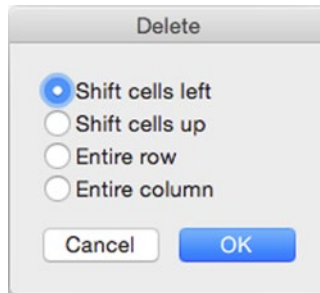 Delete
Shift cells left
Shift cells up
Entire row
Entire column
Cancel OK